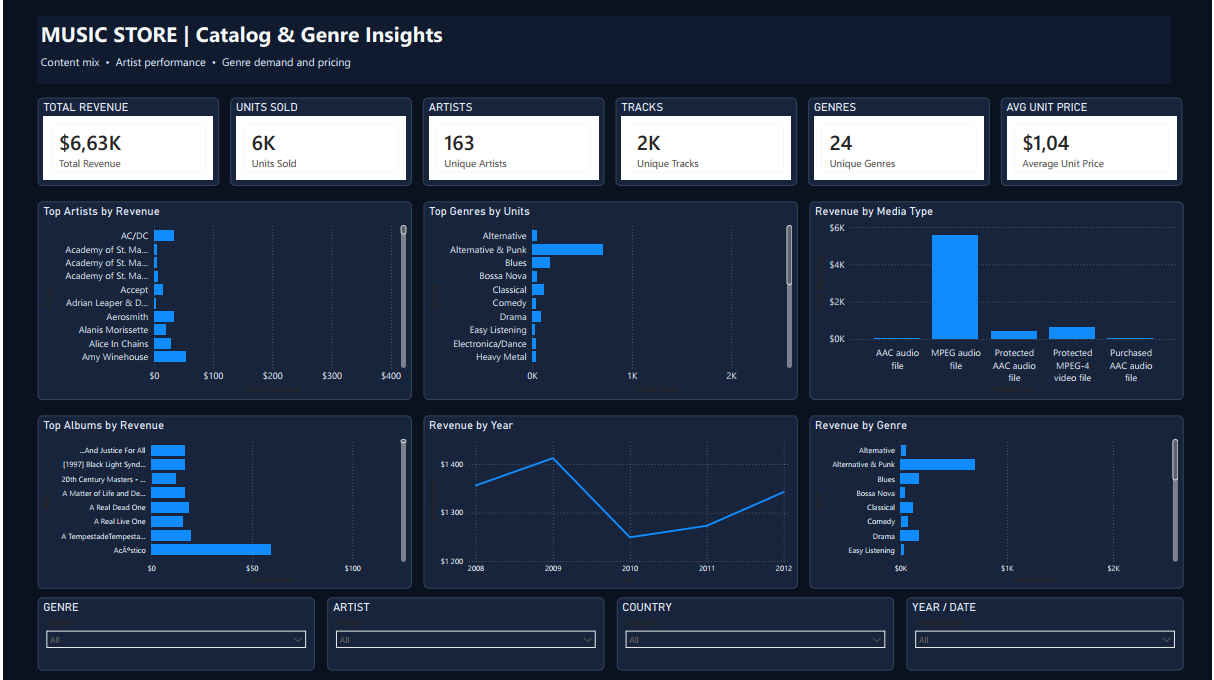 MUSIC STORE | Catalog & Genre Insights
Content mix • Artist performance • Genre demand and pricing
TOTAL REVENUE
$6,63K
Total Revenue
UNITS SOLD
6K
Units Sold
ARTISTS
163
Unique Artists
TRACKS
2K
Unique Tracks
GENRES
24
Unique Genres
AVG UNIT PRICE
$1,04
Average Unit Price
Top Artists by Revenue
AC/DC
Academy of St. Ma...
Academy of St. Ma...
Academy of St. Ma...
Accept
Adrian Leaper & D...
Aerosmith
Alanis Morissette
Alice In Chains
Amy Winehouse
$0 $100 $200 $300 $400
Top Genres by Units
Alternative
Alternative & Punk
Blues
Bossa Nova
Classical
Comedy
Drama
Easy Listening
Electronica/Dance
Heavy Metal
0K 1K 2K
Revenue by Media Type
$6K
$4K
$2K
$0K
AAC audio
file
MPEG audio
file
Protected
AAC audio
file
Protected
MPEG-4
video file
Purchased
AAC audio
file
Top Albums by Revenue
...And Justice For All
[1997] Black Light Synd...
20th Century Masters - ...
A Matter of Life and De...
A Real Dead One
A Real Live One
A TempestadeTempesta...
AcÃºstico
$0 $50 $100
Revenue by Year
$1 400
$1 300
$1 200
2008 2009 2010 2011 2012
Revenue by Genre
Alternative
Alternative & Punk
Blues
Bossa Nova
Classical
Comedy
Drama
Easy Listening
$0K $1K $2K
GENRE
All
ARTIST
All
COUNTRY
All
YEAR / DATE
All